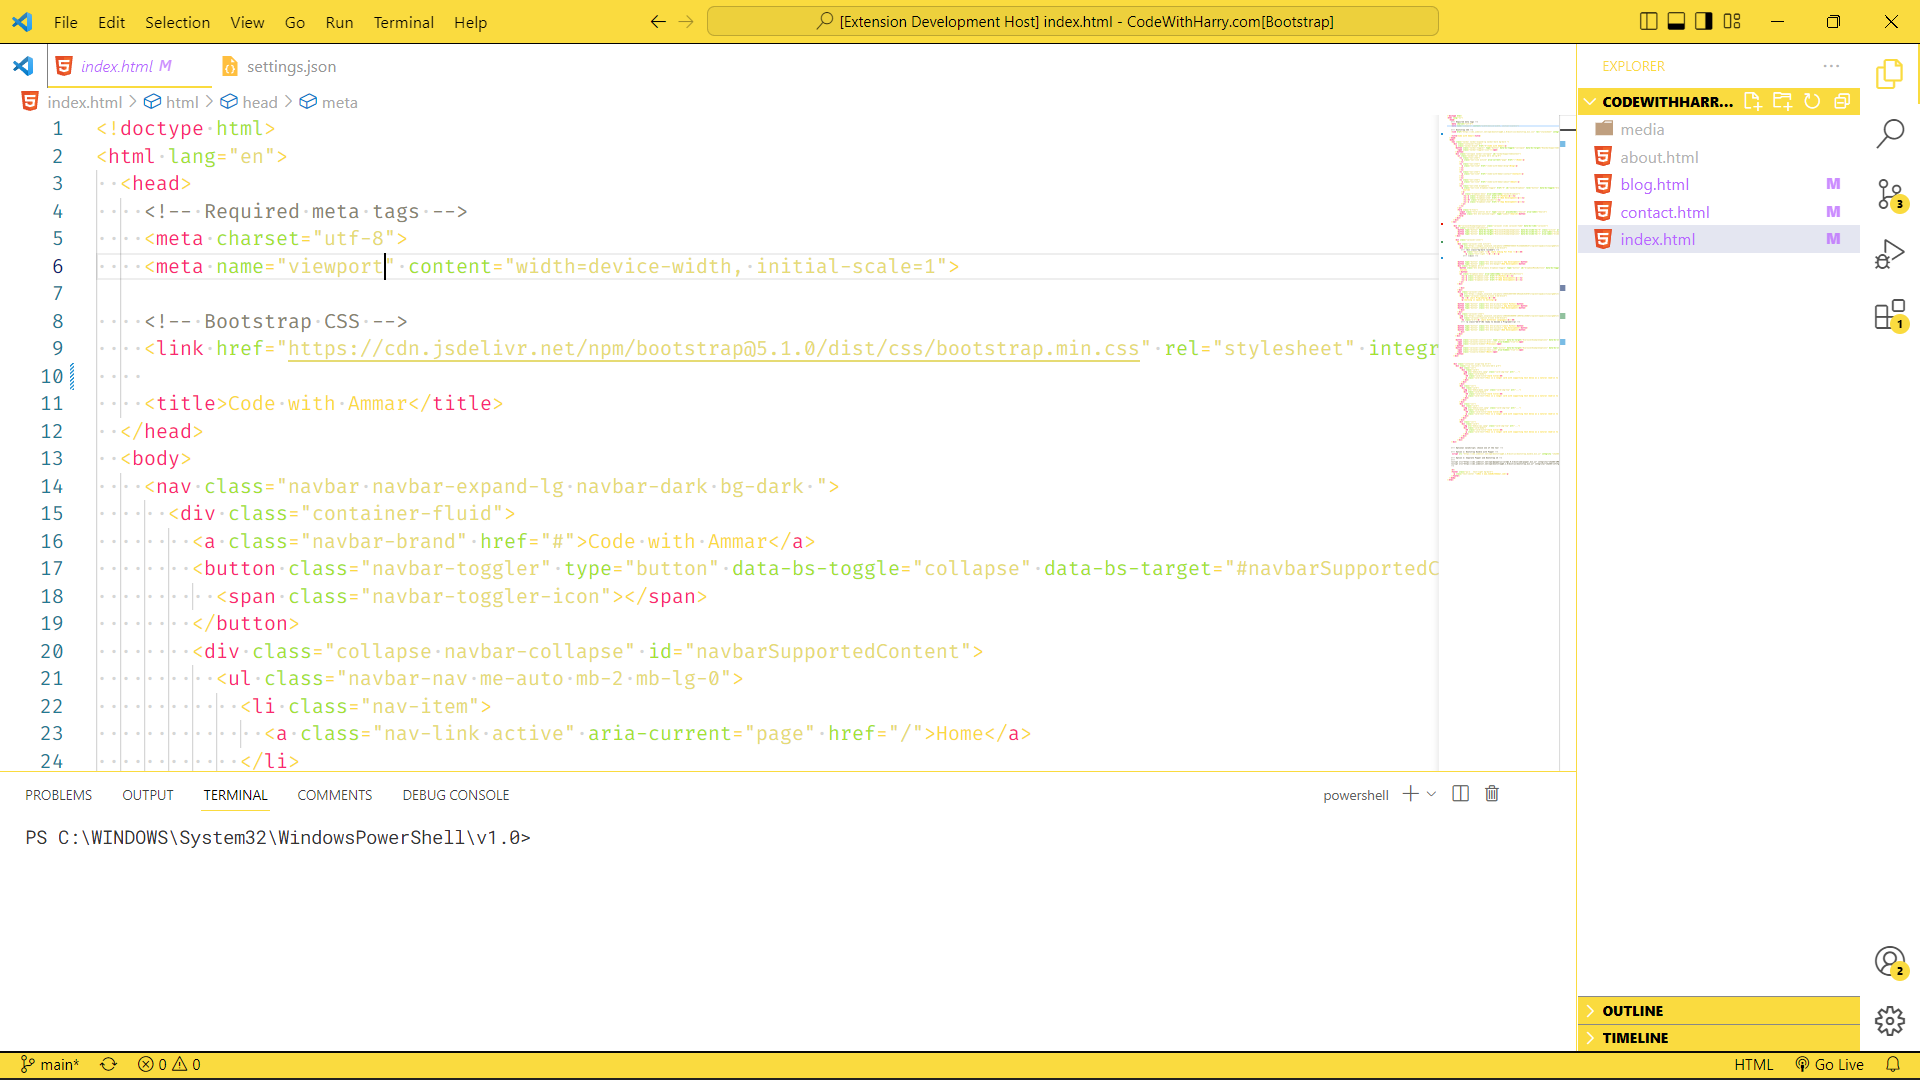 File Edit Selection View Go Run Terminal Help
[Extension Development Host] index.html - CodeWithHarry.com[Bootstrap]
index.html M
settings.json
index.html > html > head > meta
1 <!doctype html>
2 <html lang="en">
3 <head>
4 <!-- Required meta tags -->
5 <meta charset="utf-8">
6 <meta name="viewport" content="width=device-width, initial-scale=1">
7
8 <!-- Bootstrap CSS -->
9 <link href="https://cdn.jsdelivr.net/npm/bootstrap@5.1.0/dist/css/bootstrap.min.css" rel="stylesheet" integr
10
11 <title>Code with Ammar</title>
12 </head>
13 <body>
14 <nav class="navbar navbar-expand-lg navbar-dark bg-dark ">
15 <div class="container-fluid">
16 <a class="navbar-brand" href="#">Code with Ammar</a>
17 <button class="navbar-toggler" type="button" data-bs-toggle="collapse" data-bs-target="#navbarSupportedC
18 <span class="navbar-toggler-icon"></span>
19 </button>
20 <div class="collapse navbar-collapse" id="navbarSupportedContent">
21 <ul class="navbar-nav me-auto mb-2 mb-lg-0">
22 <li class="nav-item">
23 <a class="nav-link active" aria-current="page" href="/">Home</a>
24 </li>
EXPLORER
CODEWITHHARR...
media
about.html
blog.html M
contact.html M
index.html M
3
1
2
OUTLINE
TIMELINE
PROBLEMS OUTPUT TERMINAL COMMENTS DEBUG CONSOLE
powershell
PS C:\WINDOWS\System32\WindowsPowerShell\v1.0>
main* 0 0
HTML Go Live